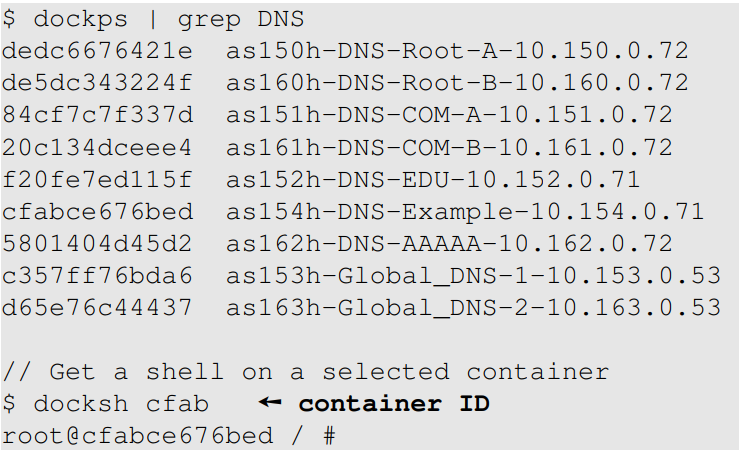 $ dockps | grep DNS
dedc6676421e  as150h-DNS-Root-A-10.150.0.72
de5dc343224f  as160h-DNS-Root-B-10.160.0.72
84cf7c7f337d  as151h-DNS-COM-A-10.151.0.72
20c134dceee4  as161h-DNS-COM-B-10.161.0.72
f20fe7ed115f  as152h-DNS-EDU-10.152.0.71
cfabce676bed  as154h-DNS-Example-10.154.0.71
5801404d45d2  as162h-DNS-AAAAA-10.162.0.72
c357ff76bda6  as153h-Global_DNS-1-10.153.0.53
d65e76c44437  as163h-Global_DNS-2-10.163.0.53
// Get a shell on a selected container
$ docksh cfab   ← container ID
root@cfabce676bed / #